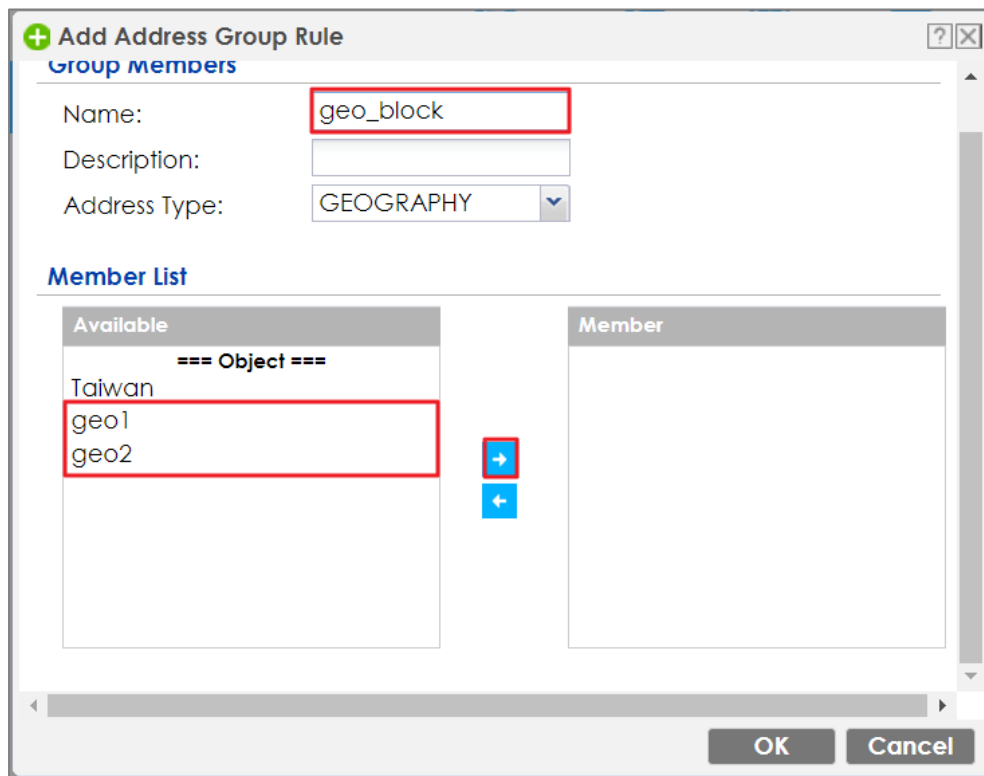 Add Address Group Rule
Group Members
Name: geo_block
Description:
Address Type: GEOGRAPHY
Member List
Available
Member
=== Object ===
Taiwan
geo1
geo2
OK Cancel